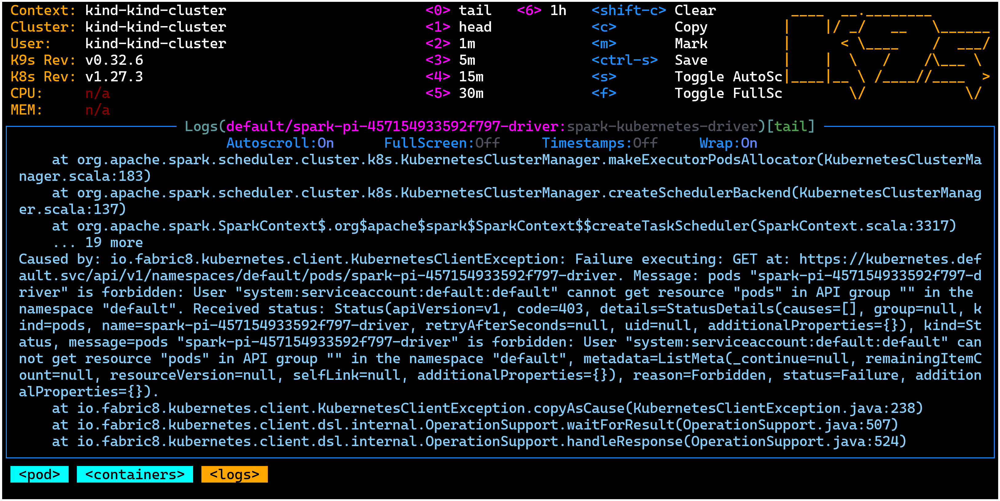 Context: kind-kind-cluster <0> tail <6> 1h <shift-c> Clear
Cluster: kind-kind-cluster <1> head <c> Copy
User: kind-kind-cluster <2> 1m <m> Mark
K9s Rev: v0.32.6 <3> 5m <ctrl-s> Save
K8s Rev: v1.27.3 <4> 15m <s> Toggle AutoSc
CPU: n/a <5> 30m <f> Toggle FullSc
MEM: n/a
Logs(default/spark-pi-457154933592f797-driver:spark-kubernetes-driver)[tail]
Autoscroll:On FullScreen:Off Timestamps:Off Wrap:On
at org.apache.spark.scheduler.cluster.k8s.KubernetesClusterManager.makeExecutorPodsAllocator(KubernetesClusterMa
nager.scala:183)
at org.apache.spark.scheduler.cluster.k8s.KubernetesClusterManager.createSchedulerBackend(KubernetesClusterManag
er.scala:137)
at org.apache.spark.SparkContext$.org$apache$spark$SparkContext$$createTaskScheduler(SparkContext.scala:3317)
... 19 more
Caused by: io.fabric8.kubernetes.client.KubernetesClientException: Failure executing: GET at: https://kubernetes.def
ault.svc/api/v1/namespaces/default/pods/spark-pi-457154933592f797-driver. Message: pods "spark-pi-457154933592f797-d
river" is forbidden: User "system:serviceaccount:default:default" cannot get resource "pods" in API group "" in the
namespace "default". Received status: Status(apiVersion=v1, code=403, details=StatusDetails(causes=[], group=null, k
ind=pods, name=spark-pi-457154933592f797-driver, retryAfterSeconds=null, uid=null, additionalProperties={}), kind=St
atus, message=pods "spark-pi-457154933592f797-driver" is forbidden: User "system:serviceaccount:default:default" can
not get resource "pods" in API group "" in the namespace "default", metadata=ListMeta(_continue=null, remainingItemC
ount=null, resourceVersion=null, selfLink=null, additionalProperties={}), reason=Forbidden, status=Failure, addition
alProperties={}).
at io.fabric8.kubernetes.client.KubernetesClientException.copyAsCause(KubernetesClientException.java:238)
at io.fabric8.kubernetes.client.dsl.internal.OperationSupport.waitForResult(OperationSupport.java:507)
at io.fabric8.kubernetes.client.dsl.internal.OperationSupport.handleResponse(OperationSupport.java:524)
<pod> <containers> <logs>